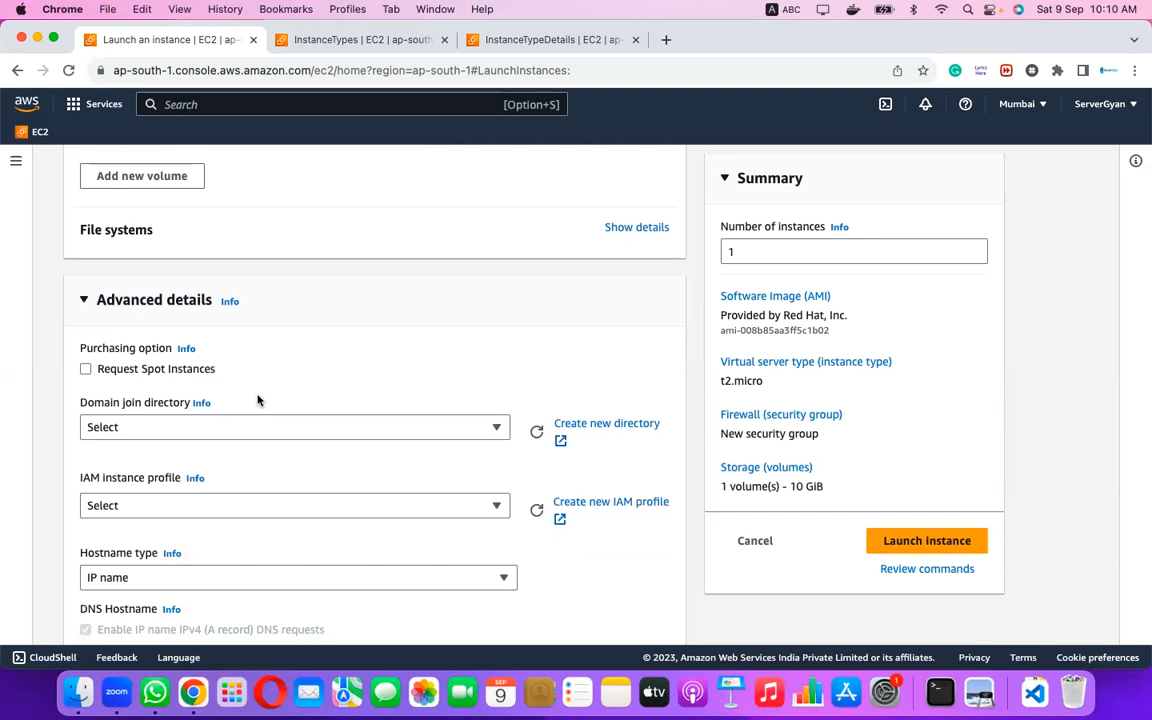 Chrome File Edit View History Bookmarks Profiles Tab Window Help A ABC Sat 9 Sep 10:10 AM
Launch an instance | EC2 | ap- InstanceTypes | EC2 | ap-south InstanceTypeDetails | EC2 | ap-
ap-south-1.console.aws.amazon.com/ec2/home?region=ap-south-1#LaunchInstances:
aws Services Search [Option+S] Mumbai ServerGyan
EC2
Add new volume
File systems Show details
Advanced details Info
Purchasing option Info
Request Spot Instances
Domain join directory Info
Select
Create new directory
IAM instance profile Info
Select
Create new IAM profile
Hostname type Info
IP name
DNS Hostname Info
Enable IP name IPv4 (A record) DNS requests
Summary
Number of instances Info
1
Software Image (AMI)
Provided by Red Hat, Inc.
ami-008b85aa3ff5c1b02
Virtual server type (instance type)
t2.micro
Firewall (security group)
New security group
Storage (volumes)
1 volume(s) - 10 GiB
Cancel Launch instance
Review commands
CloudShell Feedback Language © 2023, Amazon Web Services India Private Limited or its affiliates. Privacy Terms Cookie preferences
zoom SEP 9 tv 1